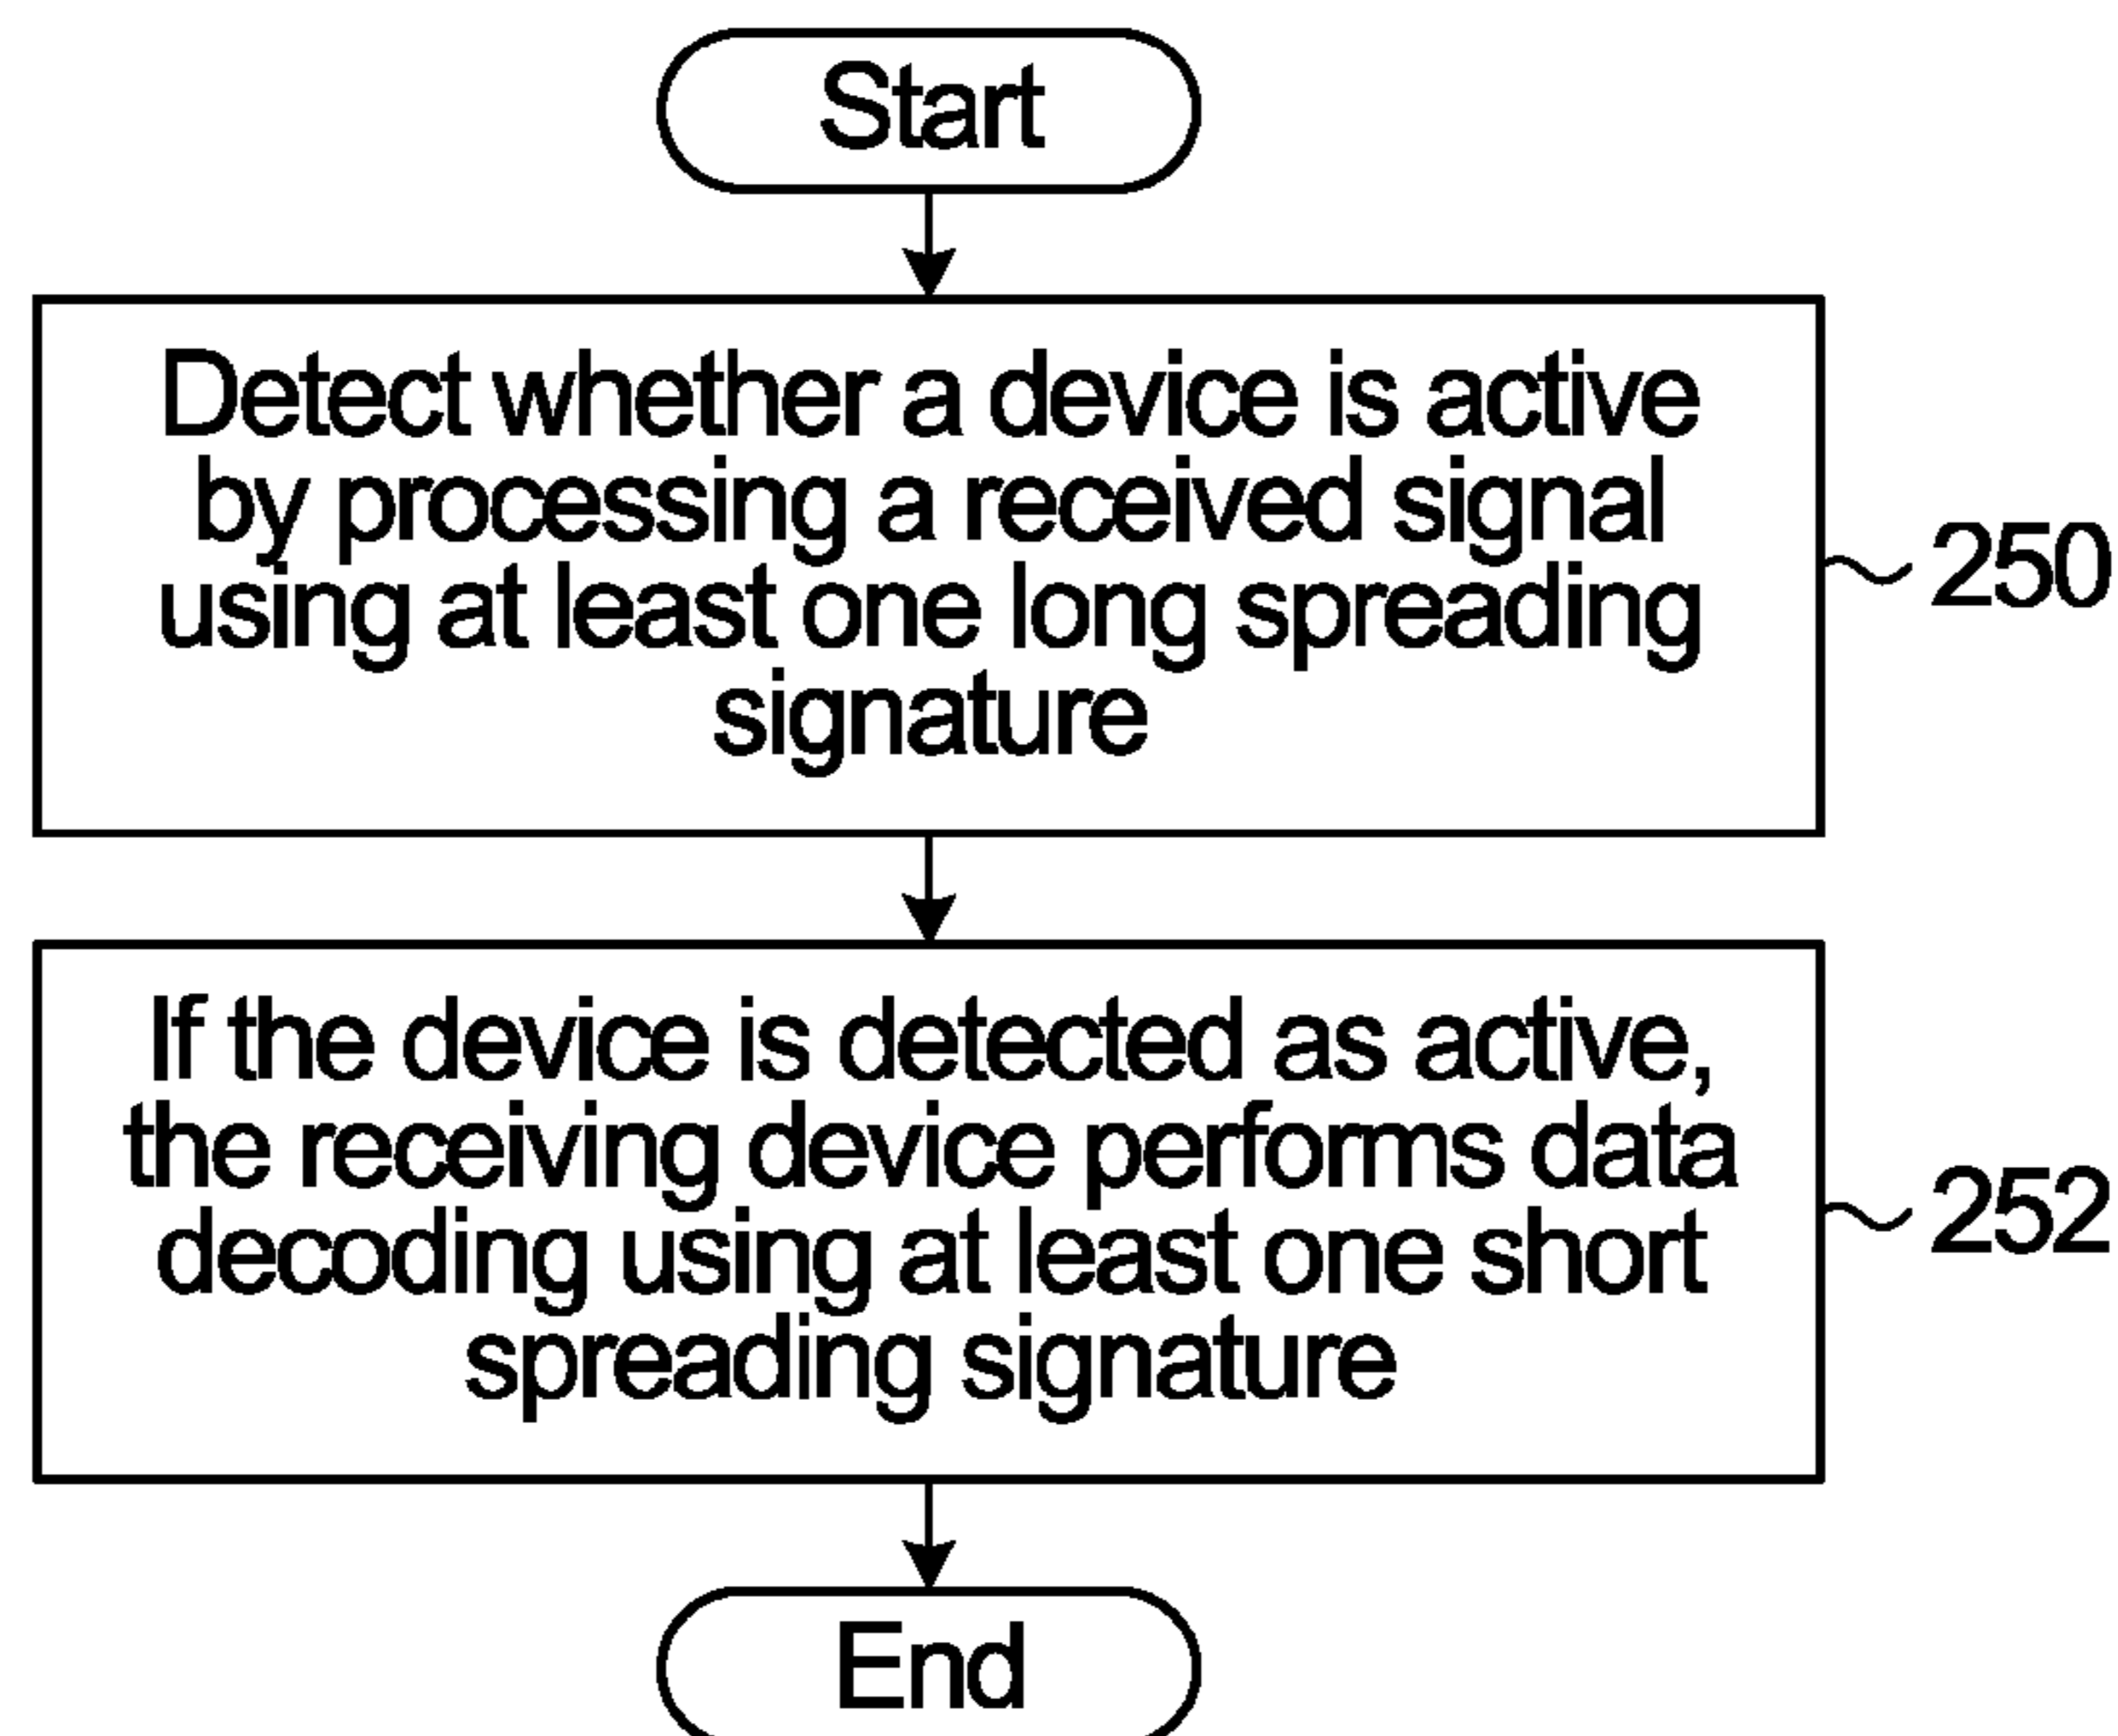 Start
Detect whether a device is active
by processing a received signal
using at least one long spreading
signature
250
If the device is detected as active,
the receiving device performs data
decoding using at least one short
spreading signature
252
End